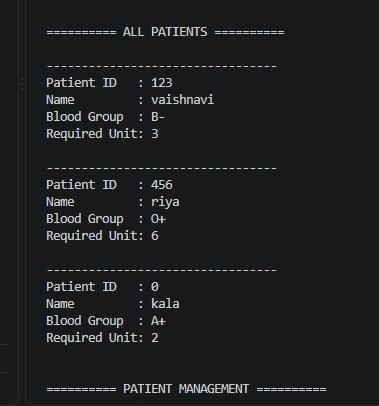 ========== ALL PATIENTS ==========
---------------------------------
Patient ID   : 123
Name         : vaishnavi
Blood Group  : B-
Required Unit: 3
---------------------------------
Patient ID   : 456
Name         : riya
Blood Group  : O+
Required Unit: 6
---------------------------------
Patient ID   : 0
Name         : kala
Blood Group  : A+
Required Unit: 2
========== PATIENT MANAGEMENT ==========